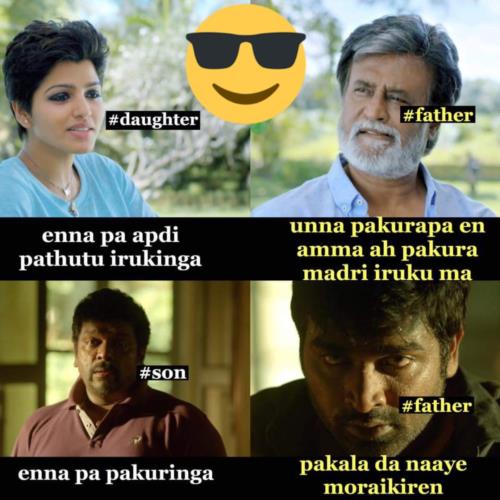 #daughter
#father
enna pa apdi
pathutu irukinga
unna pakurapa en
amma ah pakura
madri iruku ma
#son
#father
enna pa pakuringa
pakala da naaye
moraikiren